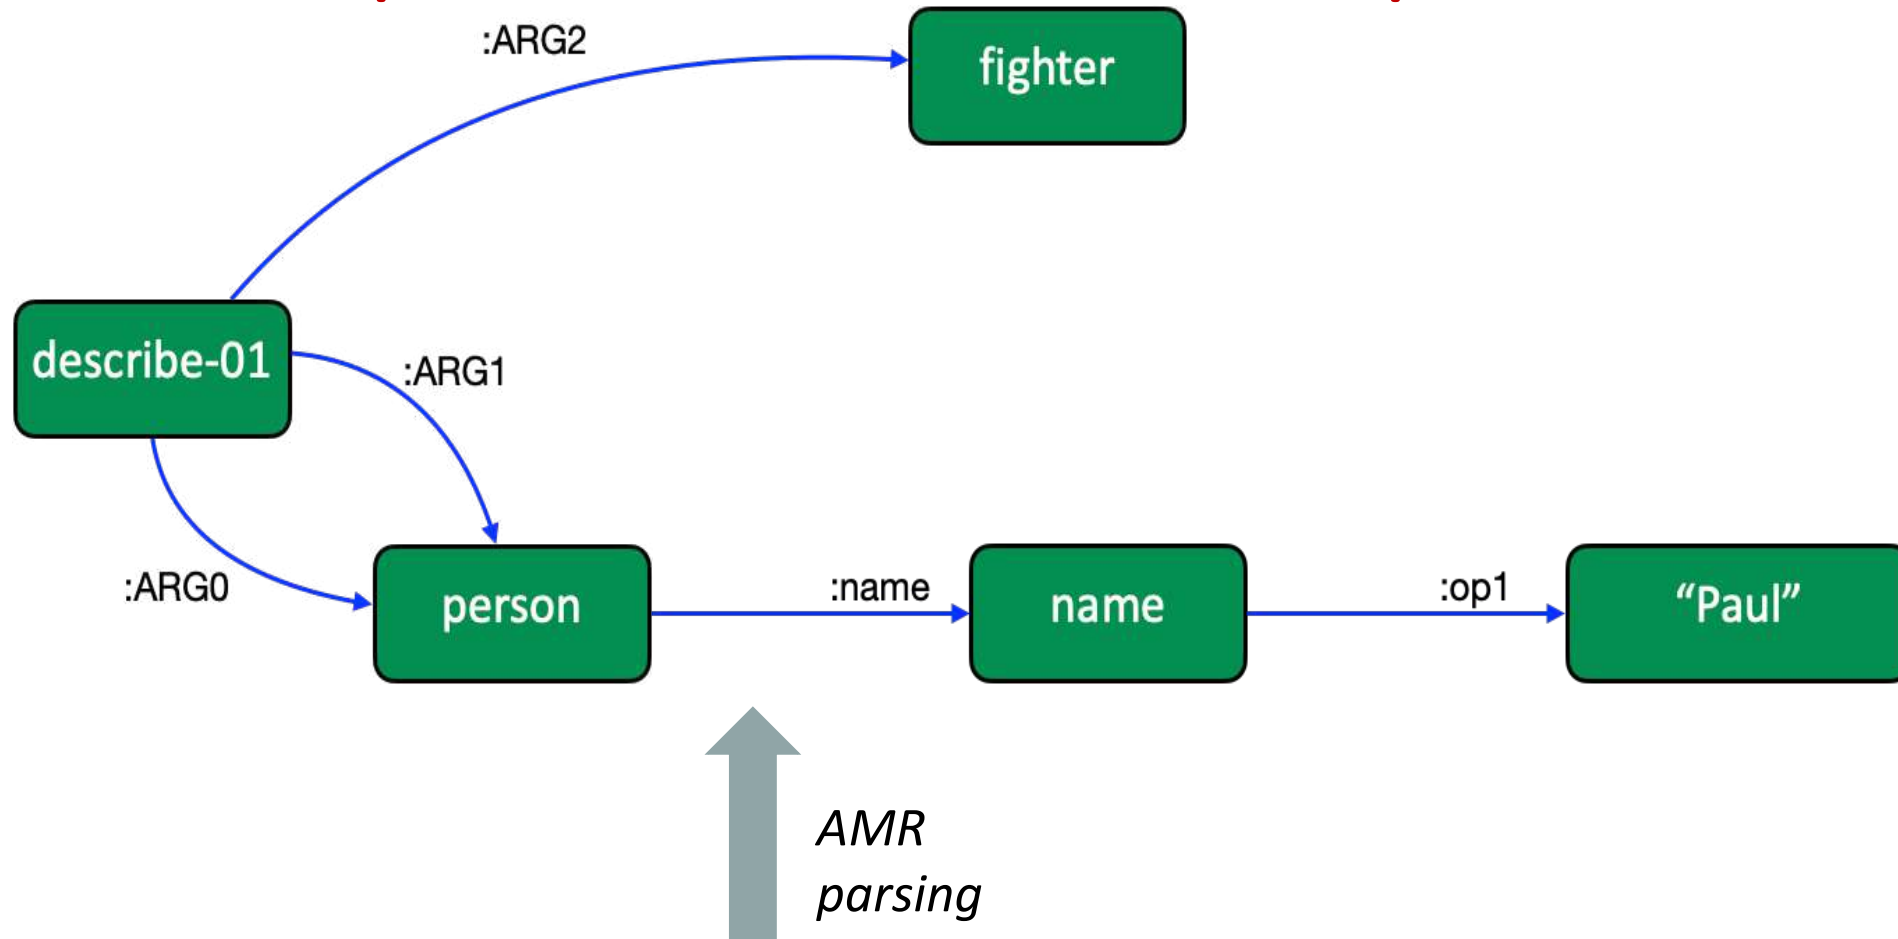 :ARG2
fighter
describe-01
:ARG1
:ARG0
person
:name
name
:op1
“Paul”
AMR
parsing